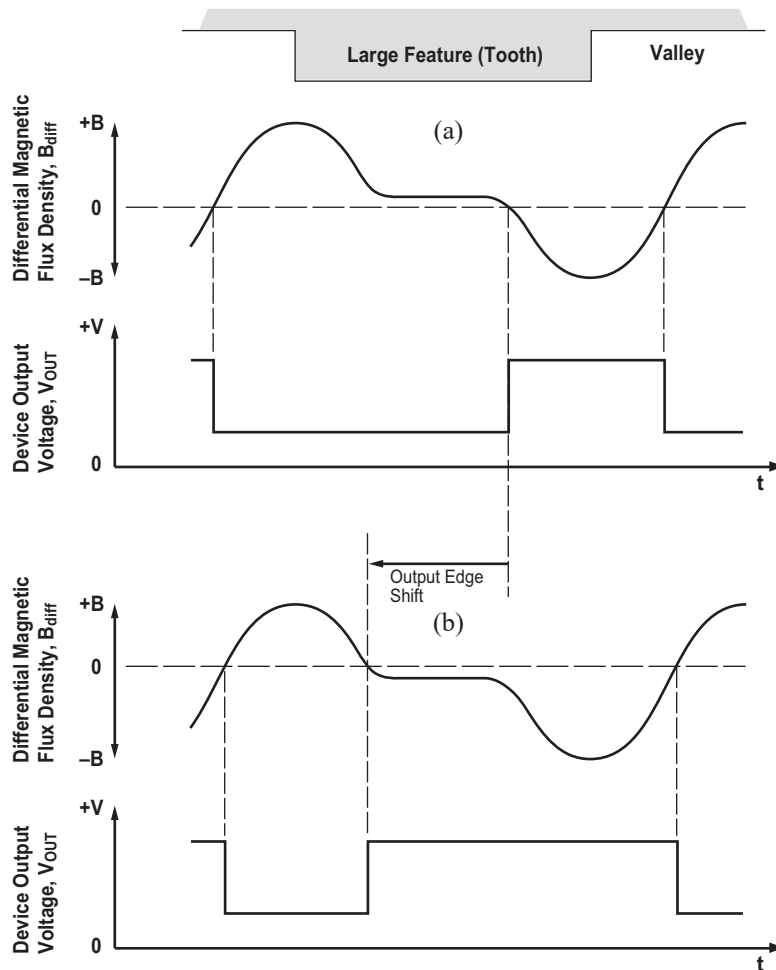 Large Feature (Tooth)
Valley
Differential Magnetic
Flux Density, Bdiff
+B
0
–B
(a)
Device Output
Voltage, VOUT
+V
0
t
Output Edge
Shift
Differential Magnetic
Flux Density, Bdiff
+B
0
–B
(b)
Device Output
Voltage, VOUT
+V
0
t